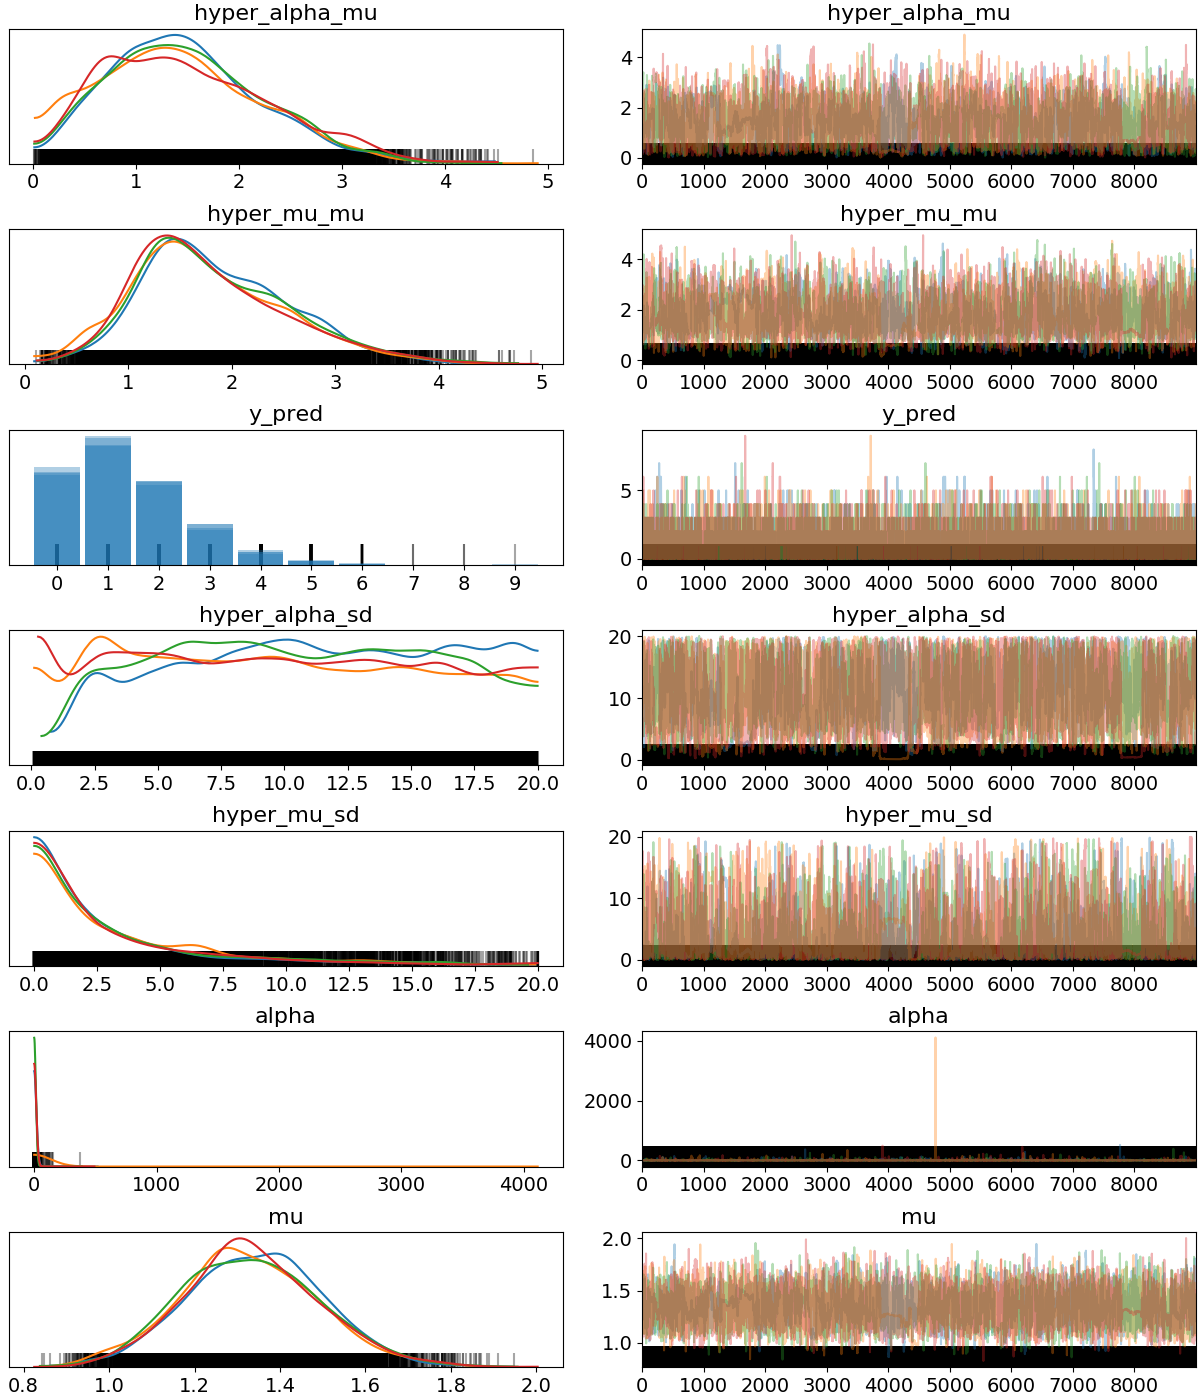 hyper_alpha_mu hyper_alpha_mu
4
2
0
0 1 2 3 4 5 0 1000 2000 3000 4000 5000 6000 7000 8000
hyper_mu_mu hyper_mu_mu
4
2
0
0 1 2 3 4 5 0 1000 2000 3000 4000 5000 6000 7000 8000
y_pred y_pred
5
0
0 1 2 3 4 5 6 7 8 9 0 1000 2000 3000 4000 5000 6000 7000 8000
hyper_alpha_sd hyper_alpha_sd
20
10
0
0.0 2.5 5.0 7.5 10.0 12.5 15.0 17.5 20.0 0 1000 2000 3000 4000 5000 6000 7000 8000
hyper_mu_sd hyper_mu_sd
20
10
0
0.0 2.5 5.0 7.5 10.0 12.5 15.0 17.5 20.0 0 1000 2000 3000 4000 5000 6000 7000 8000
alpha alpha
4000
2000
0
0 1000 2000 3000 4000 0 1000 2000 3000 4000 5000 6000 7000 8000
mu mu
2.0
1.5
1.0
0.8 1.0 1.2 1.4 1.6 1.8 2.0 0 1000 2000 3000 4000 5000 6000 7000 8000